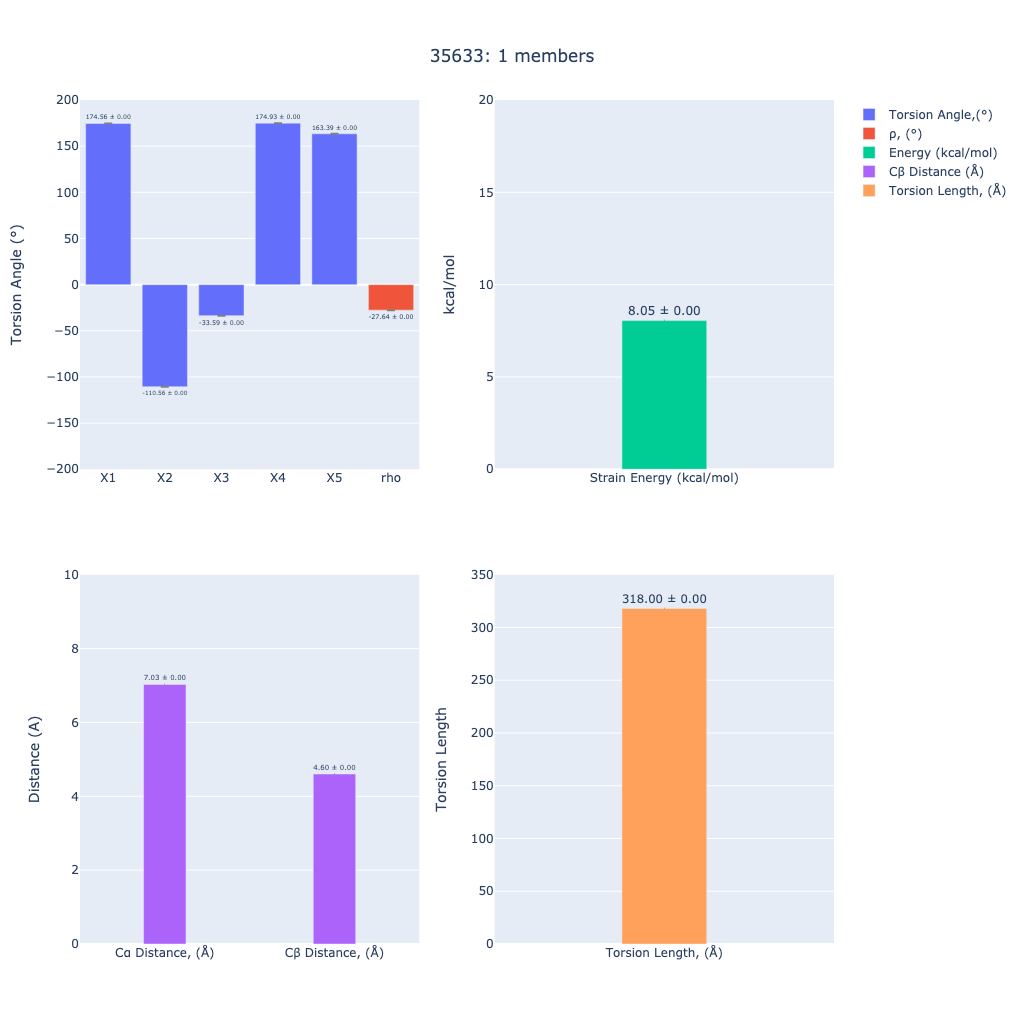 35633: 1 members
200
150
100
50
0
−50
−100
−150
−200
Torsion Angle (°)
174.56 ± 0.00
-110.56 ± 0.00
-33.59 ± 0.00
174.93 ± 0.00
163.39 ± 0.00
-27.64 ± 0.00
X1
X2
X3
X4
X5
rho
20
15
10
5
0
kcal/mol
8.05 ± 0.00
Strain Energy (kcal/mol)
Torsion Angle,(°)
ρ, (°)
Energy (kcal/mol)
Cβ Distance (Å)
Torsion Length, (Å)
10
8
6
4
2
0
Distance (A)
7.03 ± 0.00
4.60 ± 0.00
Cα Distance, (Å)
Cβ Distance, (Å)
350
300
250
200
150
100
50
0
Torsion Length
318.00 ± 0.00
Torsion Length, (Å)